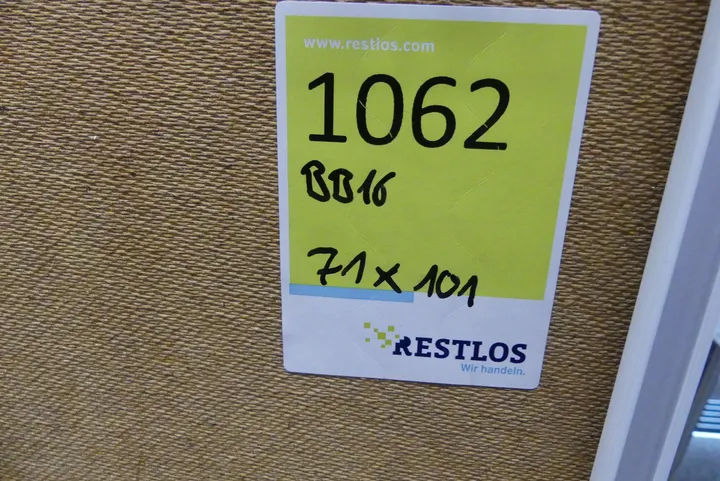 www.restlos.com
1062
BB16
71 x 101
RESTLOS
Wir handeln.